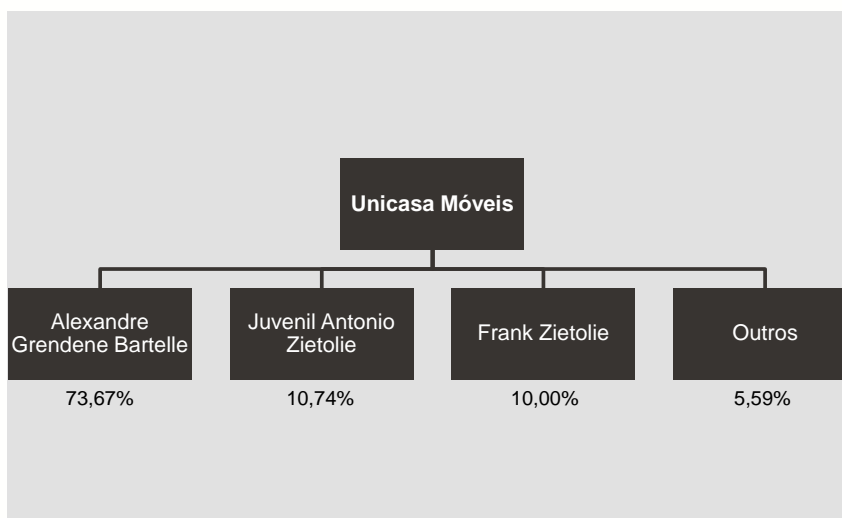 Unicasa Móveis
Alexandre
Grendene Bartelle
73,67%
Juvenil Antonio
Zietolie
10,74%
Frank Zietolie
10,00%
Outros
5,59%